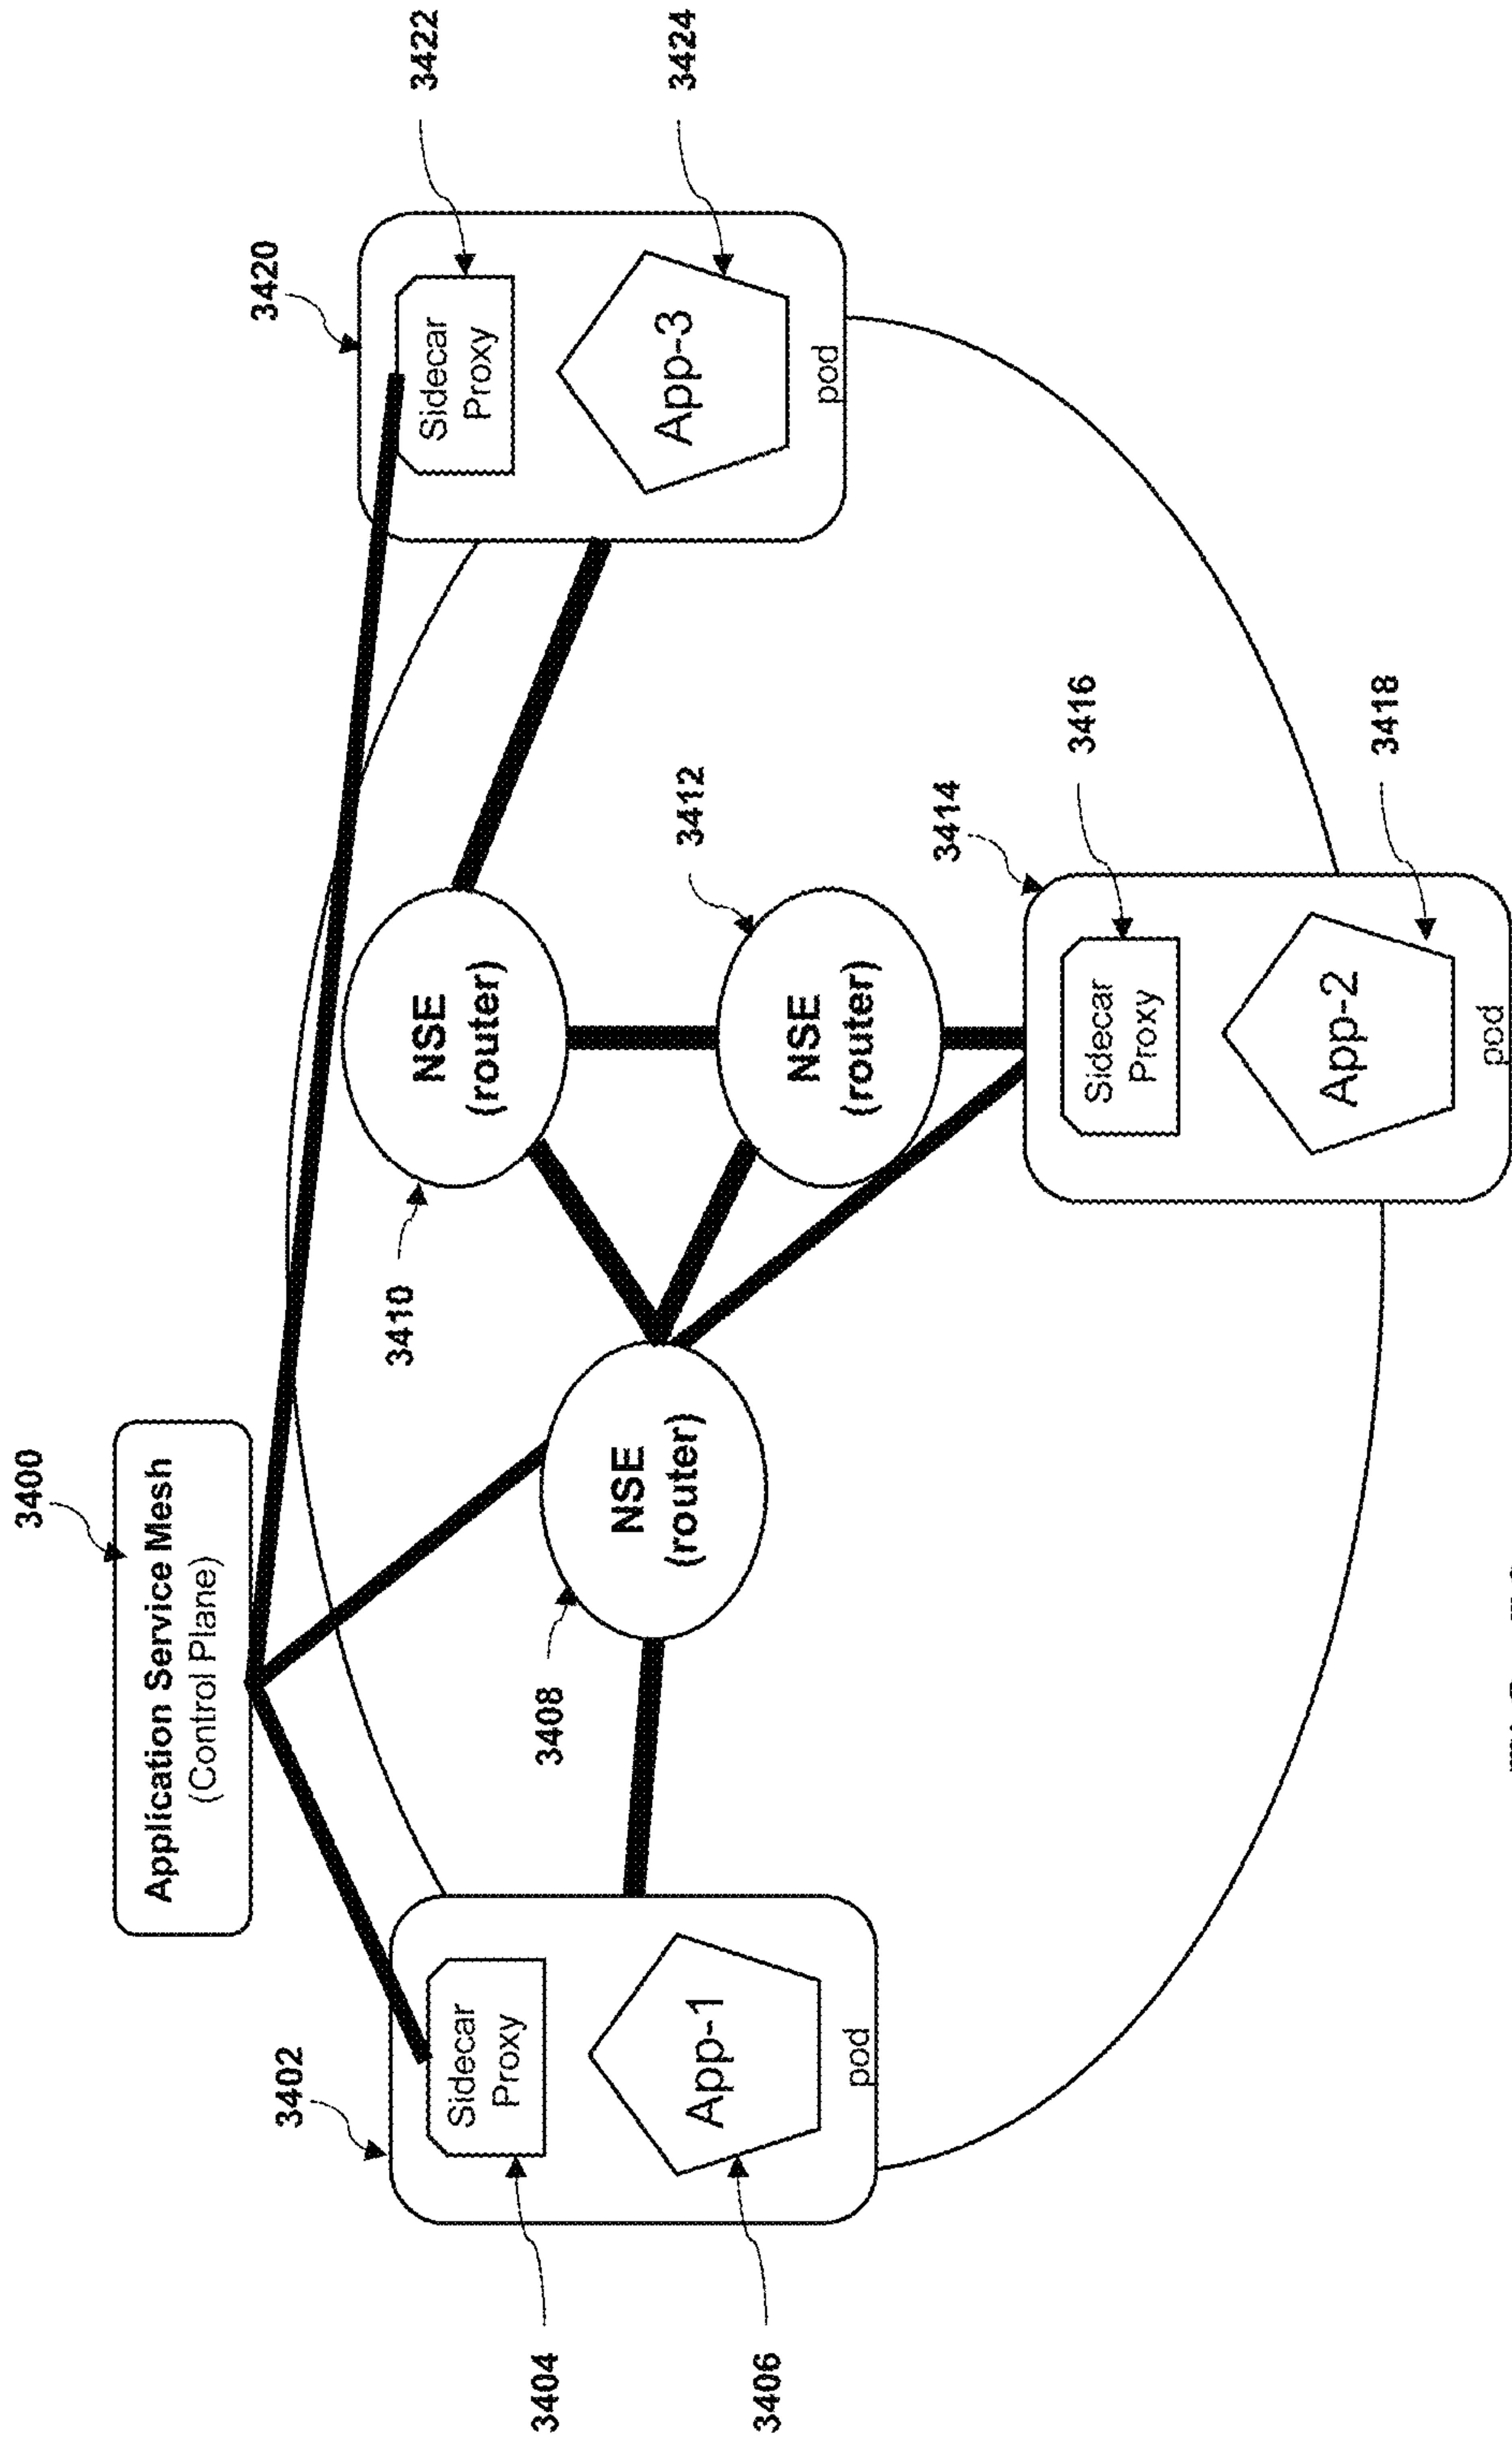 3400
Application Service Mesh
(Control Plane)
3402
Sidecar
Proxy
App-1
pod
3404
3406
3408
NSE
(router)
3410
NSE
(router)
3412
NSE
(router)
3414
Sidecar
Proxy
App-2
pod
3416
3418
3420
Sidecar
Proxy
App-3
pod
3422
3424